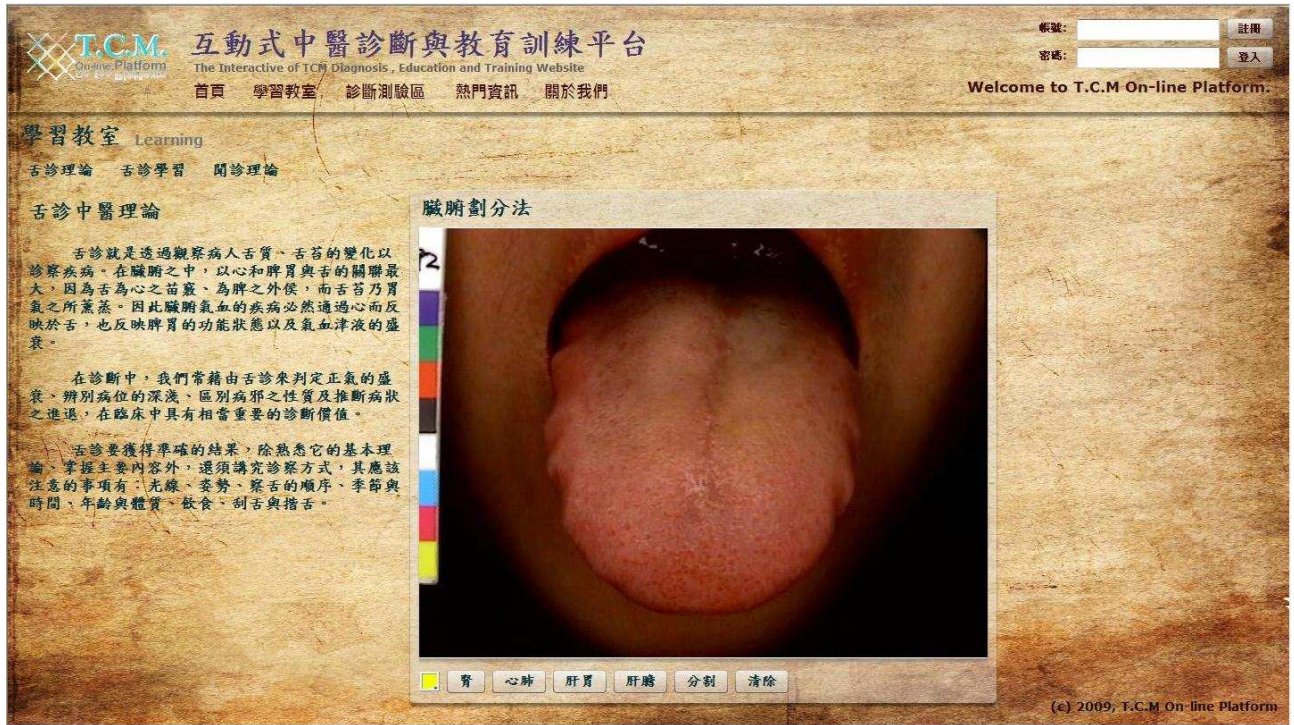 T.C.M.
On-line Platform
互動式中醫診斷與教育訓練平台
The Interactive of TCM Diagnosis , Education and Training Website
首頁 學習教室 診斷測驗區 熱門資訊 關於我們
帳號: 註冊
密碼: 登入
Welcome to T.C.M On-line Platform.
學習教室 Learning
舌診理論 舌診學習 聞診理論
舌診中醫理論
舌診就是透過觀察病人舌質、舌苔的變化以
診察疾病。在臟腑之中,以心和脾胃與舌的關聯最
大,因為舌為心之苗竅、為脾之外侯,而舌苔乃胃
氣之所薰蒸。因此臟腑氣血的疾病必然通過心而反
映於舌,也反映脾胃的功能狀態以及氣血津液的盛
衰。
在診斷中,我們常藉由舌診來判定正氣的盛
衰、辨別病位的深淺、區別病邪之性質及推斷病狀
之進退,在臨床中具有相當重要的診斷價值。
舌診要獲得準確的結果,除熟悉它的基本理
論、掌握主要內容外,還須講究診察方式,其應該
注意的事項有:光線、姿勢、察舌的順序、季節與
時間、年齡與體質、飲食、刮舌與揩舌。
臟腑劃分法
腎 心肺 肝胃 肝膽 分割 清除
(c) 2009, T.C.M On-line Platform